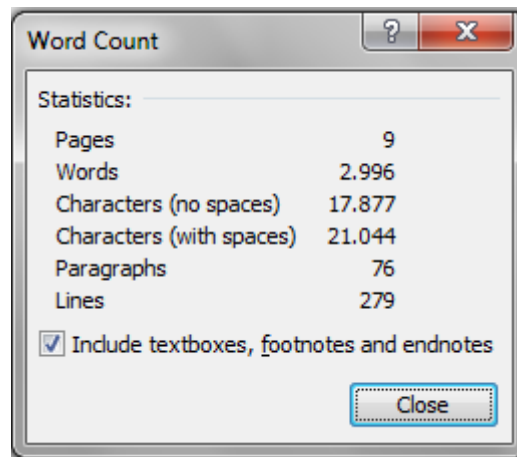 Word Count
Statistics:
Pages 9
Words 2.996
Characters (no spaces) 17.877
Characters (with spaces) 21.044
Paragraphs 76
Lines 279
Include textboxes, footnotes and endnotes
Close